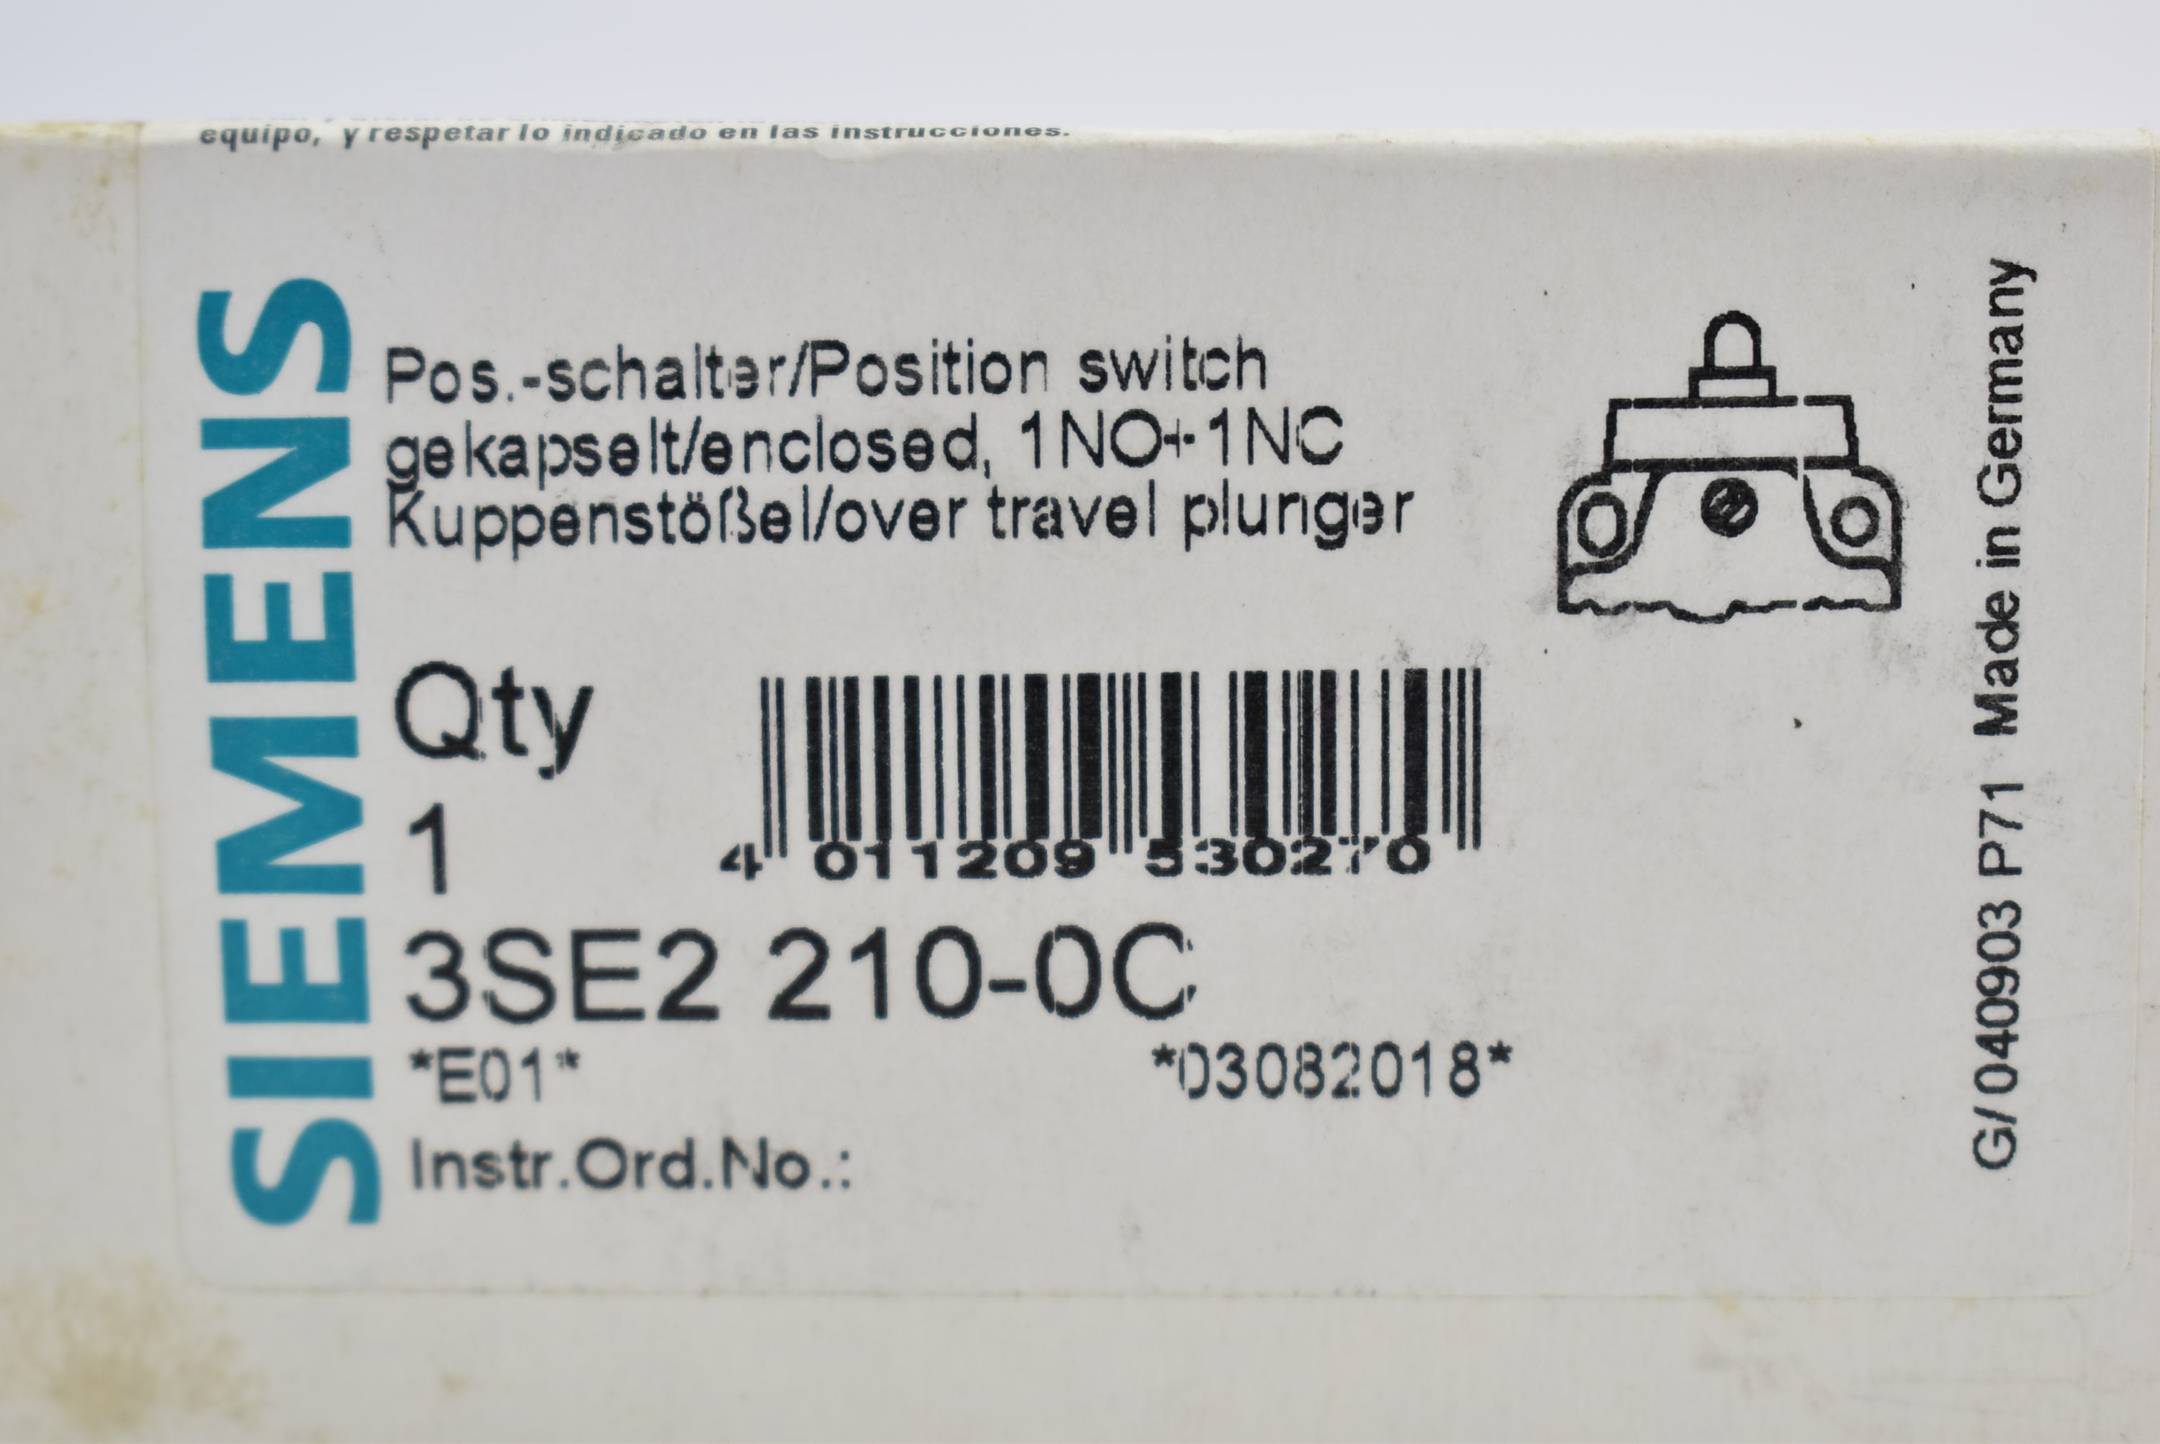 equipo, y respetar lo indicado en las instrucciones.
SIEMENS
Pos.-schalter/Position switch
gekapselt/enclosed, 1NO+1NC
Kuppenstößel/over travel plunger
Qty
1
4 011209 530270
3SE2 210-0C
*E01* *03082018*
Instr.Ord.No.:
G/040903 P71 Made in Germany